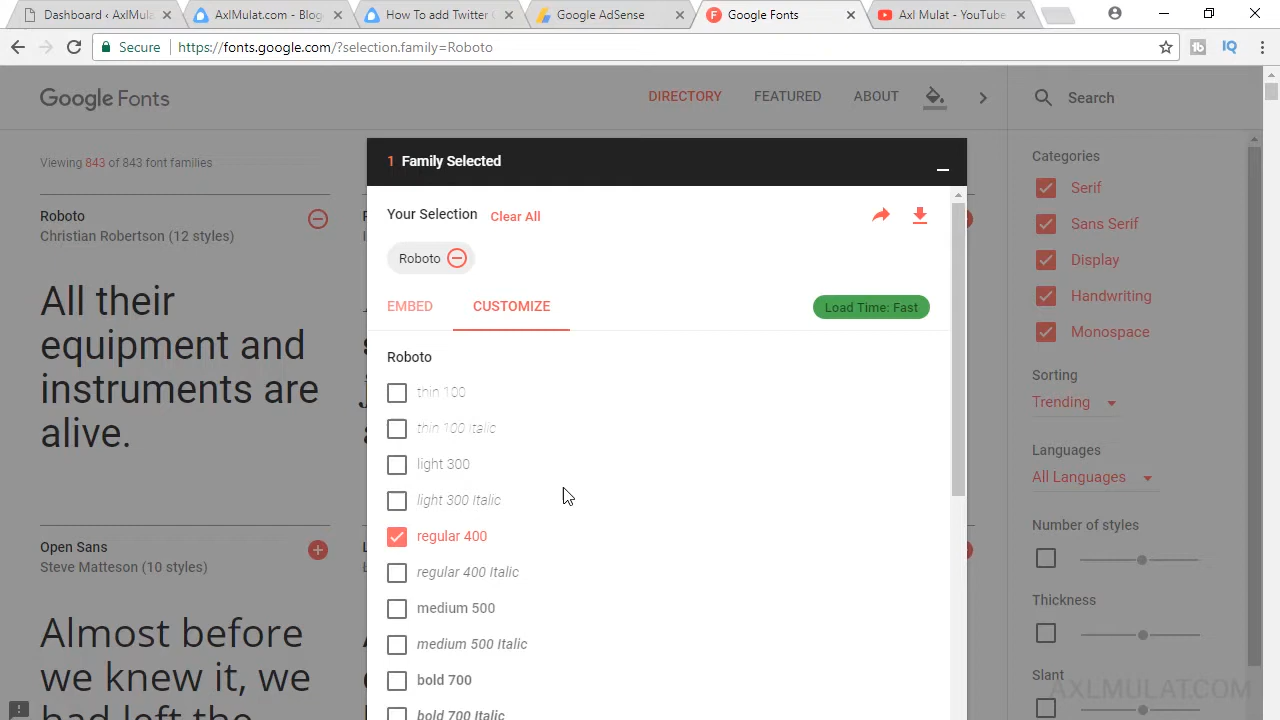 Dashboard ‹ AxlMula
AxlMulat.com - Blog
How To add Twitter C
Google AdSense
Google Fonts
Axl Mulat - YouTube
Secure
https://fonts.google.com/?selection.family=Roboto
tb
IQ
Google Fonts
DIRECTORY
FEATURED
ABOUT
Search
Viewing 843 of 843 font families
Roboto
Christian Robertson (12 styles)
All their
equipment and
instruments are
alive.
Open Sans
Steve Matteson (10 styles)
Almost before
we knew it, we
had left the
1 Family Selected
Your Selection
Clear All
Roboto
EMBED
CUSTOMIZE
Load Time: Fast
Roboto
thin 100
thin 100 Italic
light 300
light 300 Italic
regular 400
regular 400 Italic
medium 500
medium 500 Italic
bold 700
bold 700 Italic
Categories
Serif
Sans Serif
Display
Handwriting
Monospace
Sorting
Trending
Languages
All Languages
Number of styles
Thickness
Slant
AXLMULAT.COM